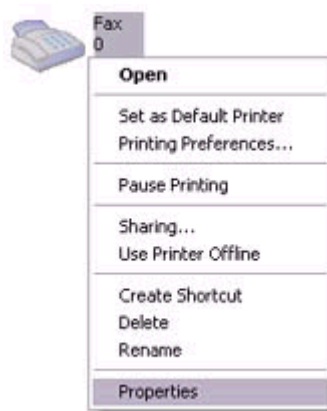 Fax
0
Open
Set as Default Printer
Printing Preferences...
Pause Printing
Sharing...
Use Printer Offline
Create Shortcut
Delete
Rename
Properties